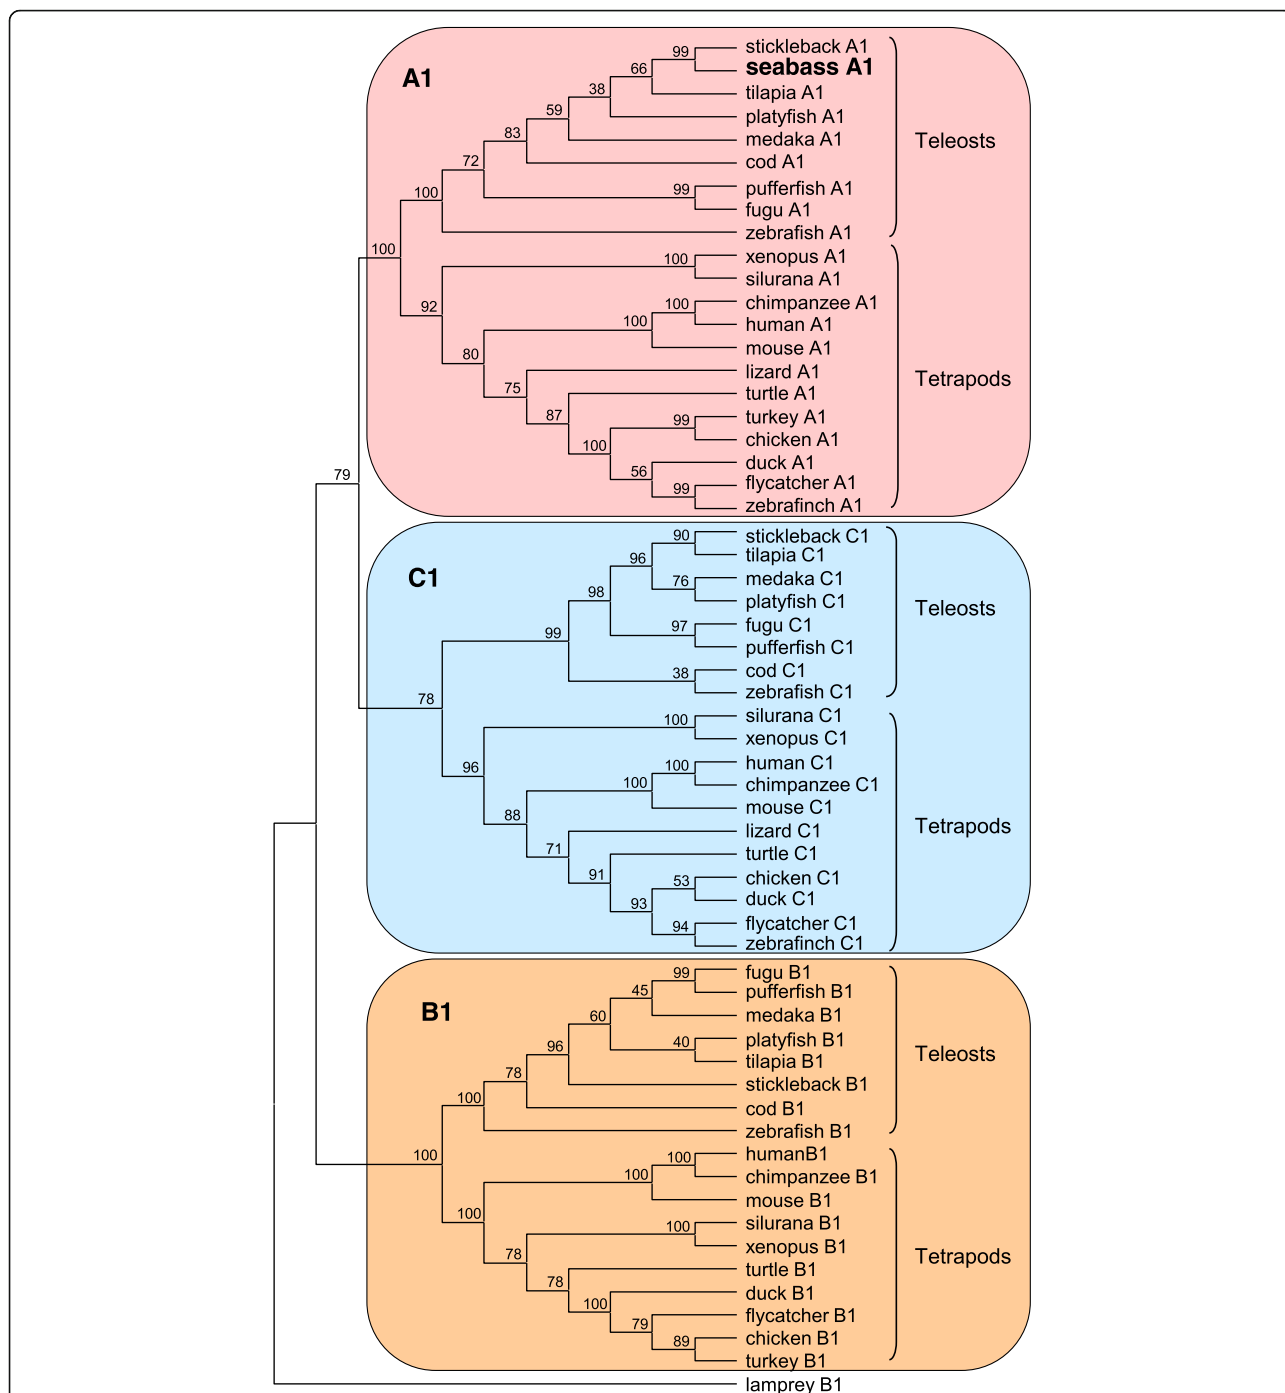 A1
99
stickleback A1
66
seabass A1
38
tilapia A1
59
platyfish A1
83
medaka A1
Teleosts
72
cod A1
100
99
pufferfish A1
fugu A1
zebrafish A1
100
xenopus A1
100
silurana A1
92
100
chimpanzee A1
100
human A1
80
mouse A1
75
lizard A1
Tetrapods
87
turtle A1
99
turkey A1
100
chicken A1
56
duck A1
99
flycatcher A1
zebrafinch A1
79
C1
90
stickleback C1
96
tilapia C1
98
76
medaka C1
platyfish C1
Teleosts
99
97
fugu C1
pufferfish C1
38
cod C1
zebrafish C1
78
100
silurana C1
xenopus C1
96
100
human C1
100
chimpanzee C1
88
mouse C1
71
lizard C1
Tetrapods
91
turtle C1
53
chicken C1
93
duck C1
94
flycatcher C1
zebrafinch C1
B1
99
fugu B1
45
pufferfish B1
60
medaka B1
96
40
platyfish B1
Teleosts
78
tilapia B1
100
stickleback B1
cod B1
zebrafish B1
100
100
humanB1
100
chimpanzee B1
mouse B1
100
100
silurana B1
78
xenopus B1
Tetrapods
78
turtle B1
100
duck B1
79
flycatcher B1
89
chicken B1
turkey B1
lamprey B1